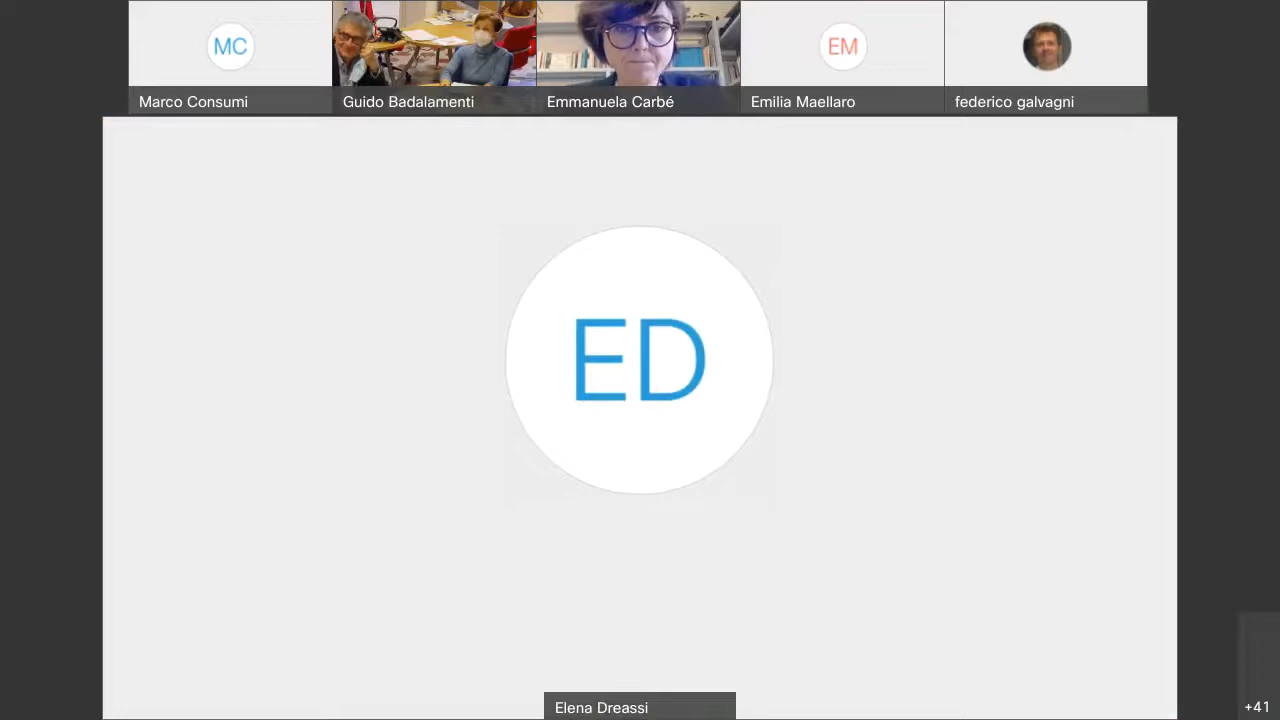 MC
EM
Marco Consumi
Guido Badalamenti
Emmanuela Carbé
Emilia Maellaro
federico galvagni
ED
Elena Dreassi
+41